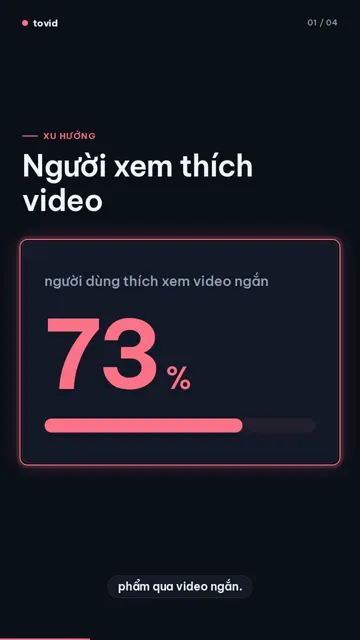 tovid
01 / 04
XU HƯỚNG
Người xem thích
video
người dùng thích xem video ngắn
73 %
phẩm qua video ngắn.